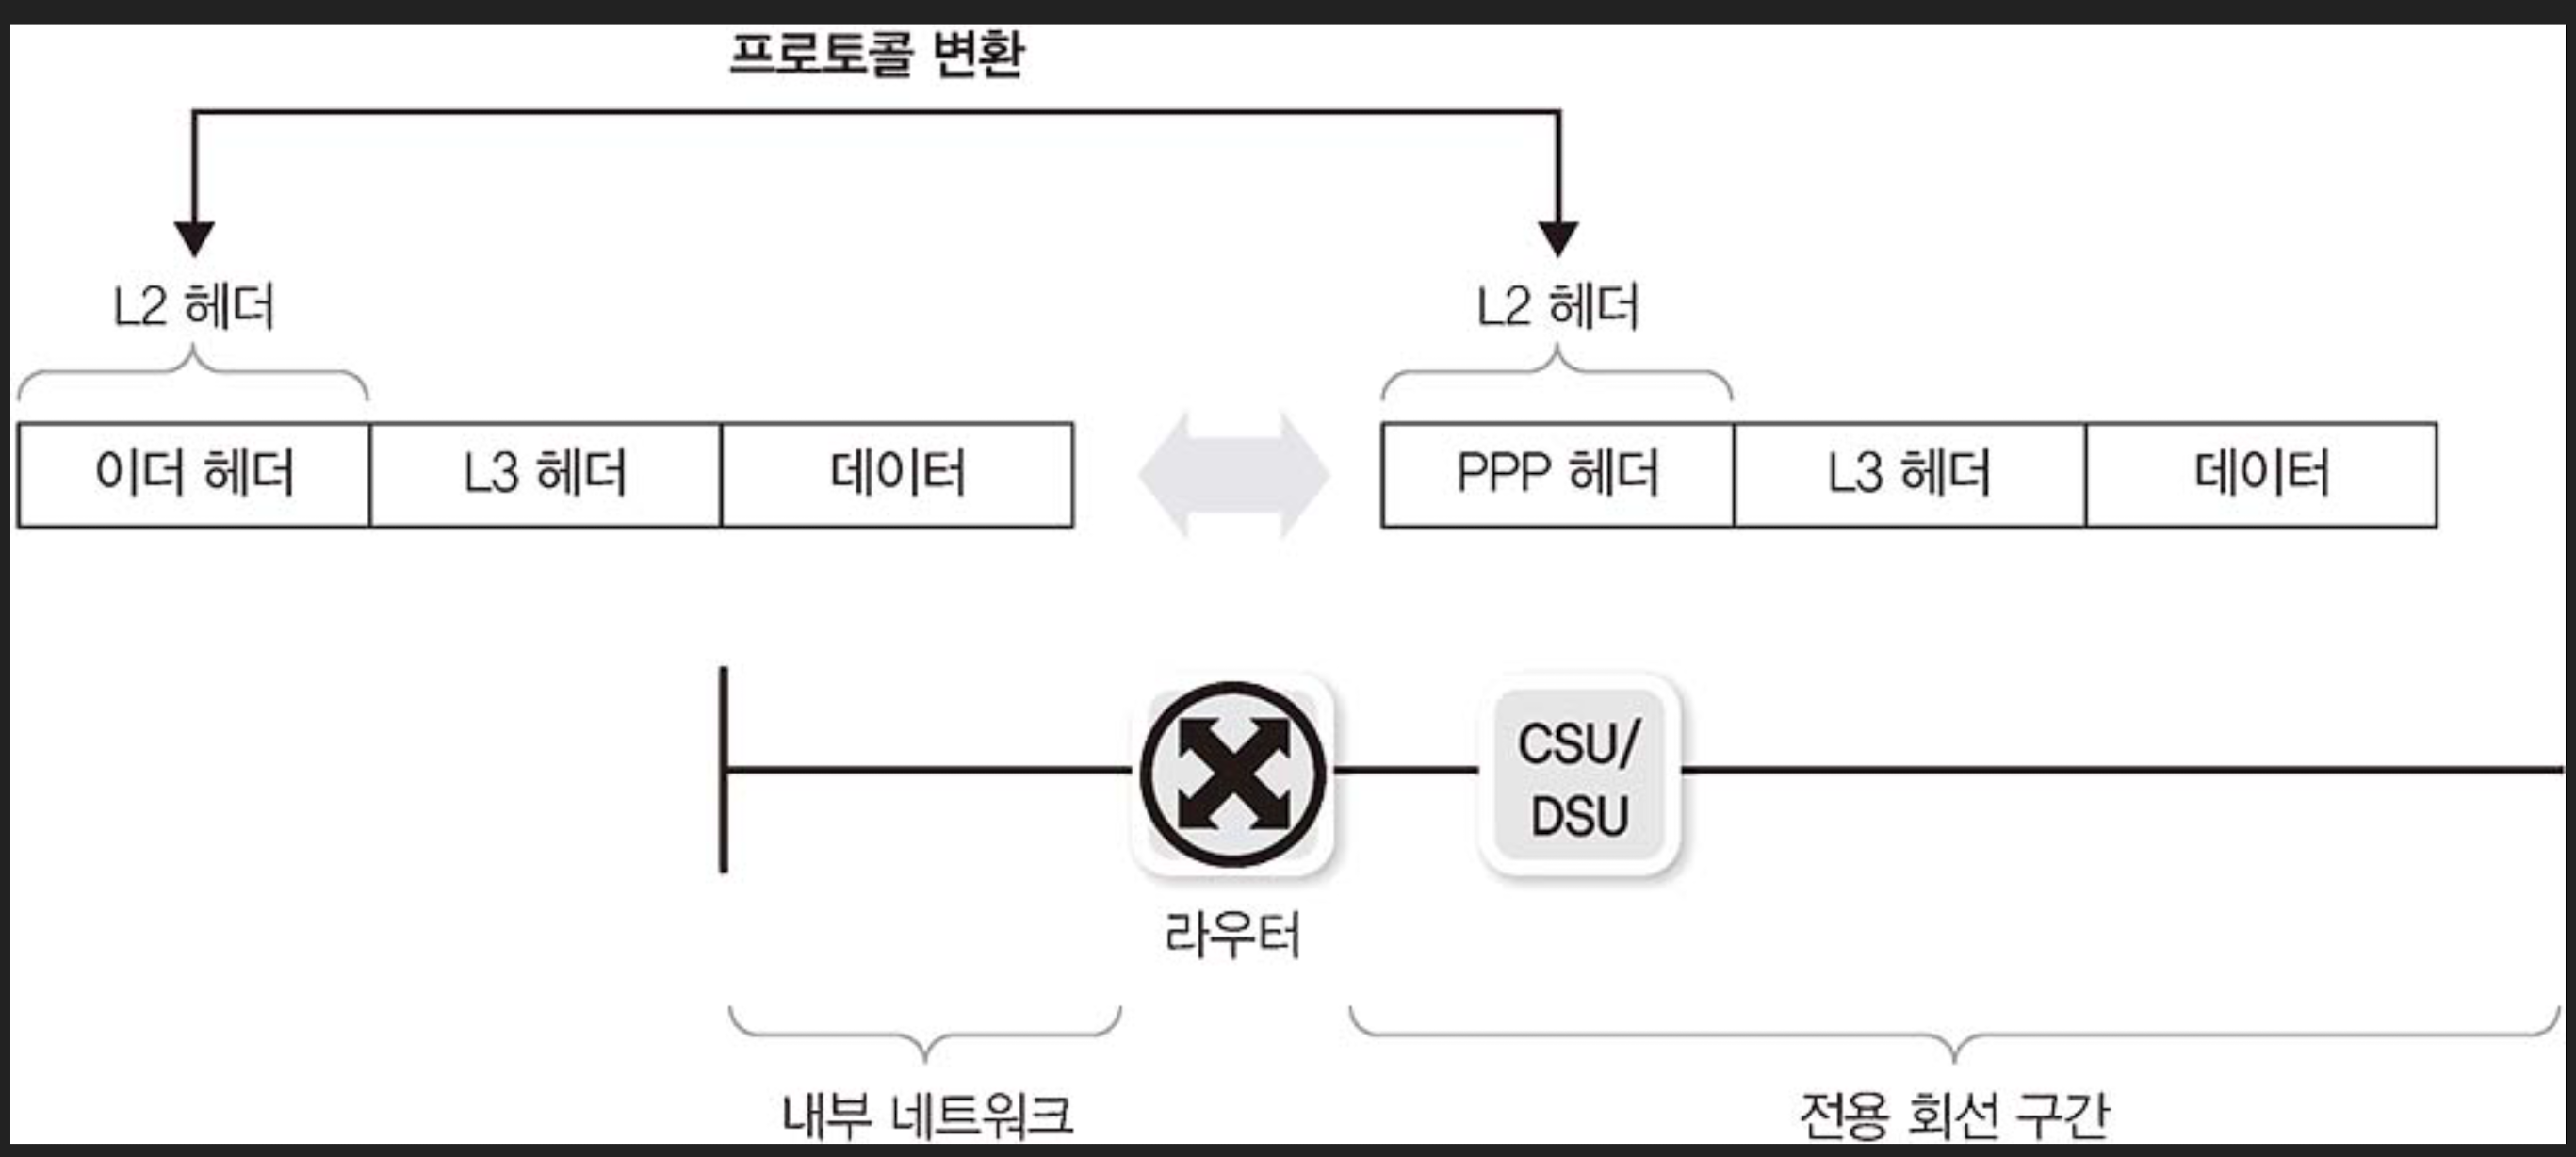 프로토콜 변환
L2 헤더
L2 헤더
이더 헤더
L3 헤더
데이터
PPP 헤더
L3 헤더
데이터
CSU/
DSU
라우터
내부 네트워크
전용 회선 구간